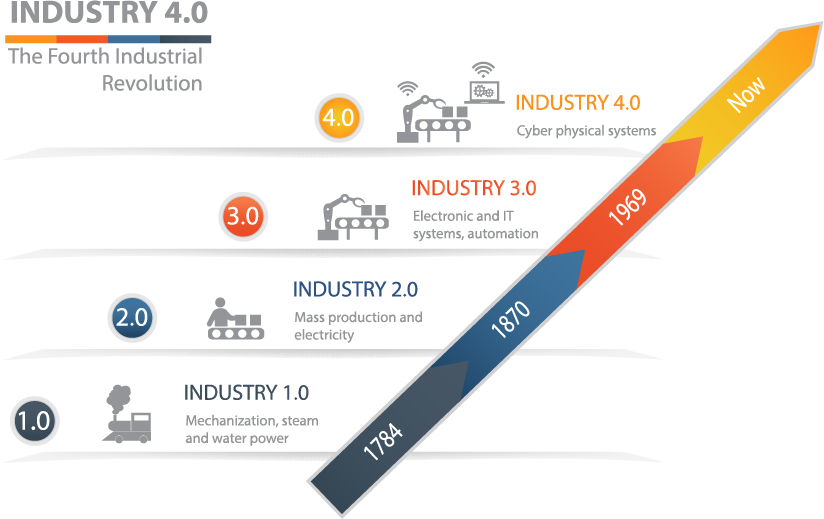 INDUSTRY 4.0
The Fourth Industrial
Revolution
4.0
INDUSTRY 4.0
Cyber physical systems
Now
3.0
INDUSTRY 3.0
Electronic and IT
systems, automation
1969
2.0
INDUSTRY 2.0
Mass production and
electricity
1870
1.0
INDUSTRY 1.0
Mechanization, steam
and water power
1784